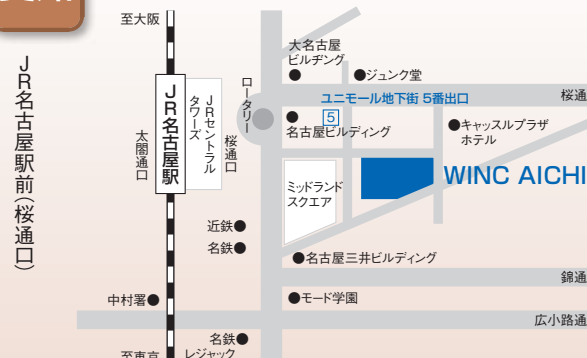 至大阪
JR名古屋駅前(桜通口)
JR名古屋駅
JRセントラル
タワーズ
太閤通口
桜通口
ロータリー
大名古屋
ビルヂング
●
●ジュンク堂
桜通
ユニモール地下街 5番出口
●
5
名古屋ビルディング
●キャッスルプラザ
ホテル
ミッドランド
スクエア
WINC AICHI
近鉄●
名鉄●
●名古屋三井ビルディング
錦通
中村署●
●モード学園
広小路通
名鉄●
レジャック
至東京